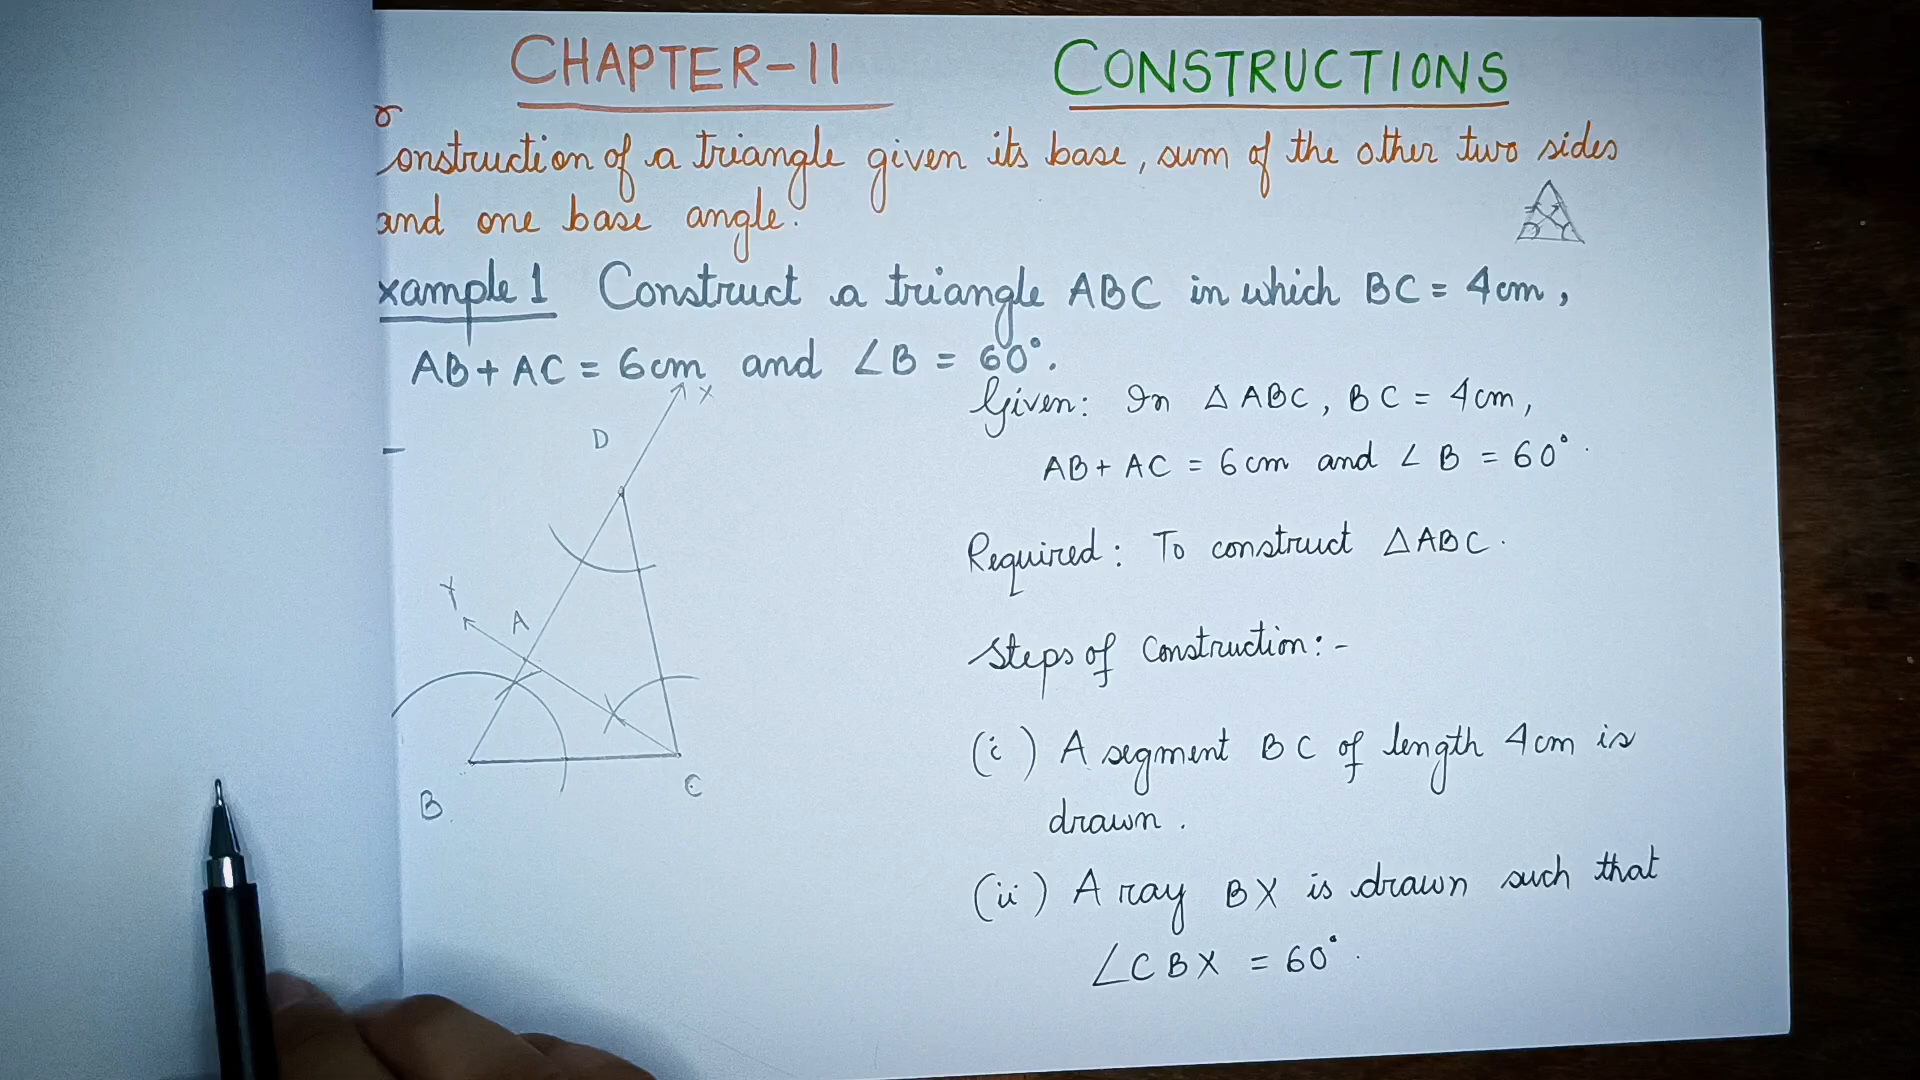 CHAPTER-11 CONSTRUCTIONS
onstruction of a triangle given its base, sum of the other two sides
and one base angle.
xample 1 Construct a triangle ABC in which BC = 4cm,
AB + AC = 6cm and ∠B = 60°.
X
D
Y
A
B
C
Given: In △ ABC, BC = 4cm,
AB + AC = 6cm and ∠ B = 60°.
Required: To construct △ABC.
Steps of Construction:-
(i) A segment BC of length 4cm is
drawn.
(ii) A ray BX is drawn such that
∠CBX = 60°.